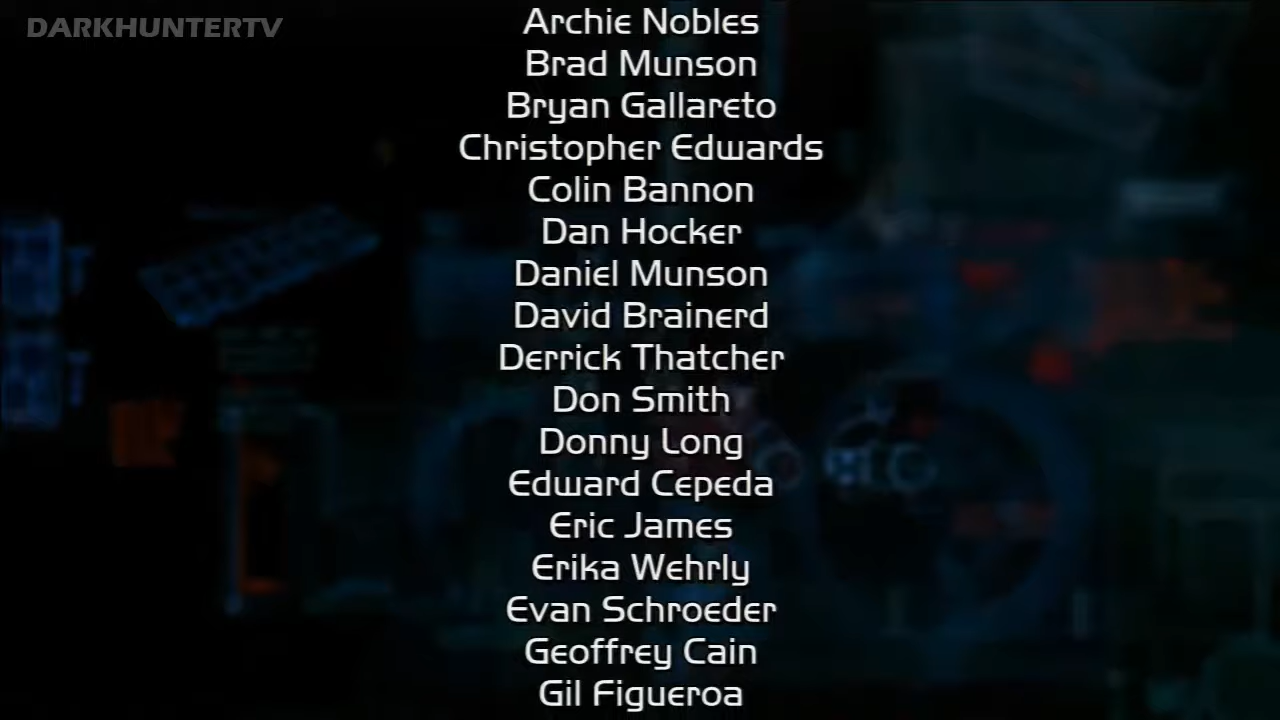 DARKHUNTERTV
Archie Nobles
Brad Munson
Bryan Gallareto
Christopher Edwards
Colin Bannon
Dan Hocker
Daniel Munson
David Brainerd
Derrick Thatcher
Don Smith
Donny Long
Edward Cepeda
Eric James
Erika Wehrly
Evan Schroeder
Geoffrey Cain
Gil Figueroa